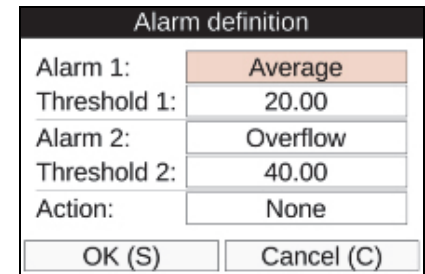 Alarm definition
Alarm 1: Average
Threshold 1: 20.00
Alarm 2: Overflow
Threshold 2: 40.00
Action: None
OK (S) Cancel (C)